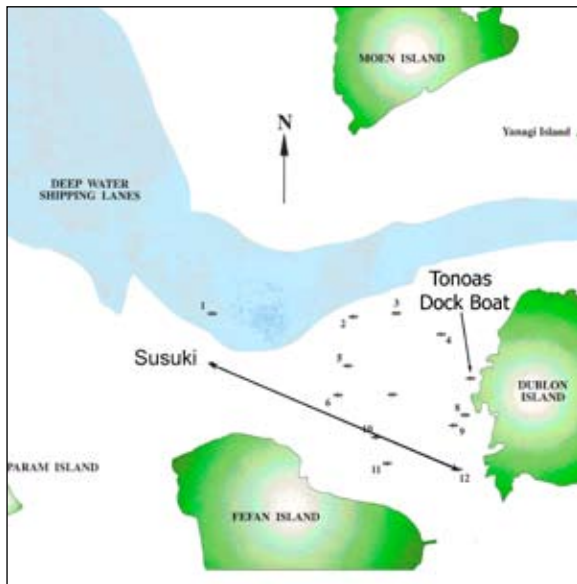 MOEN ISLAND
N
Yanagi Island
DEEP WATER
SHIPPING LANES
Tonoas
Dock Boat
1
2
3
4
Susuki
5
DUBLON
ISLAND
6
8
9
10
PARAM ISLAND
11
12
FEFAN ISLAND